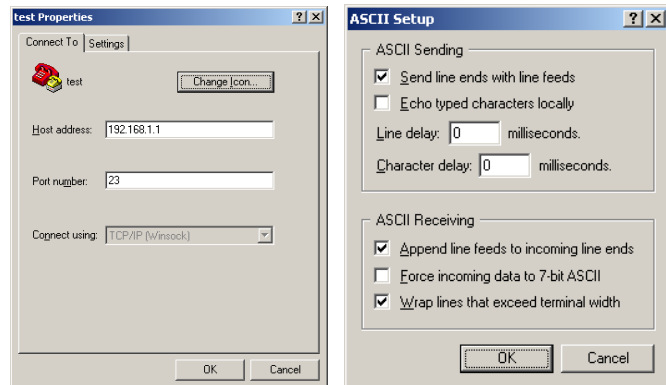 test Properties
Connect To
Settings
test
Change Icon...
Host address:
192.168.1.1
Port number:
23
Connect using:
TCP/IP (Winsock)
OK
Cancel
ASCII Setup
ASCII Sending
Send line ends with line feeds
Echo typed characters locally
Line delay: 0 milliseconds.
Character delay: 0 milliseconds.
ASCII Receiving
Append line feeds to incoming line ends
Force incoming data to 7-bit ASCII
Wrap lines that exceed terminal width
OK
Cancel